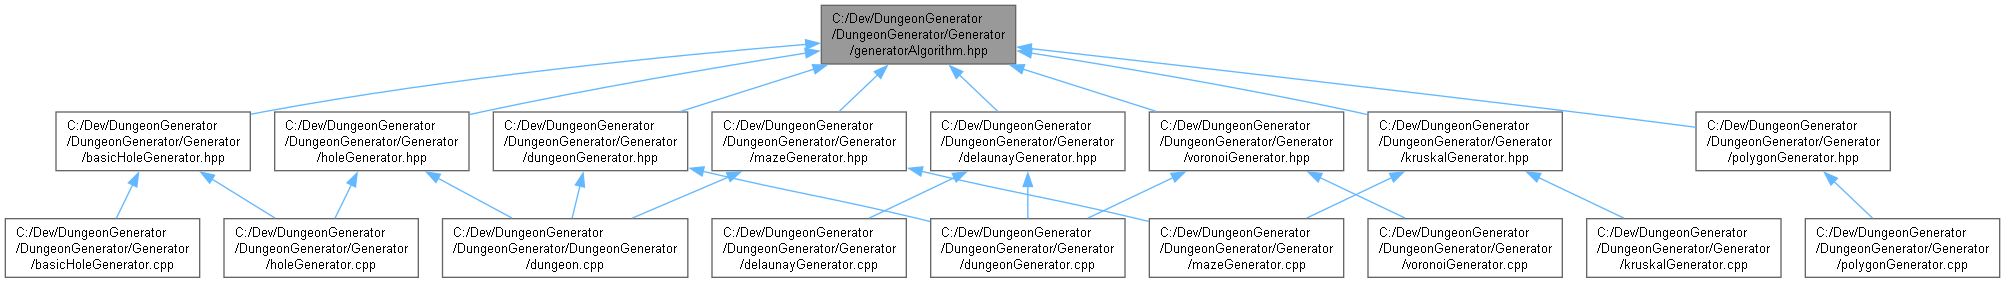 C:/Dev/DungeonGenerator
/DungeonGenerator/Generator
/generatorAlgorithm.hpp
C:/Dev/DungeonGenerator
/DungeonGenerator/Generator
/basicHoleGenerator.hpp
C:/Dev/DungeonGenerator
/DungeonGenerator/Generator
/holeGenerator.hpp
C:/Dev/DungeonGenerator
/DungeonGenerator/Generator
/dungeonGenerator.hpp
C:/Dev/DungeonGenerator
/DungeonGenerator/Generator
/mazeGenerator.hpp
C:/Dev/DungeonGenerator
/DungeonGenerator/Generator
/delaunayGenerator.hpp
C:/Dev/DungeonGenerator
/DungeonGenerator/Generator
/voronoiGenerator.hpp
C:/Dev/DungeonGenerator
/DungeonGenerator/Generator
/kruskalGenerator.hpp
C:/Dev/DungeonGenerator
/DungeonGenerator/Generator
/polygonGenerator.hpp
C:/Dev/DungeonGenerator
/DungeonGenerator/Generator
/basicHoleGenerator.cpp
C:/Dev/DungeonGenerator
/DungeonGenerator/Generator
/holeGenerator.cpp
C:/Dev/DungeonGenerator
/DungeonGenerator/DungeonGenerator
/dungeon.cpp
C:/Dev/DungeonGenerator
/DungeonGenerator/Generator
/delaunayGenerator.cpp
C:/Dev/DungeonGenerator
/DungeonGenerator/Generator
/dungeonGenerator.cpp
C:/Dev/DungeonGenerator
/DungeonGenerator/Generator
/mazeGenerator.cpp
C:/Dev/DungeonGenerator
/DungeonGenerator/Generator
/voronoiGenerator.cpp
C:/Dev/DungeonGenerator
/DungeonGenerator/Generator
/kruskalGenerator.cpp
C:/Dev/DungeonGenerator
/DungeonGenerator/Generator
/polygonGenerator.cpp